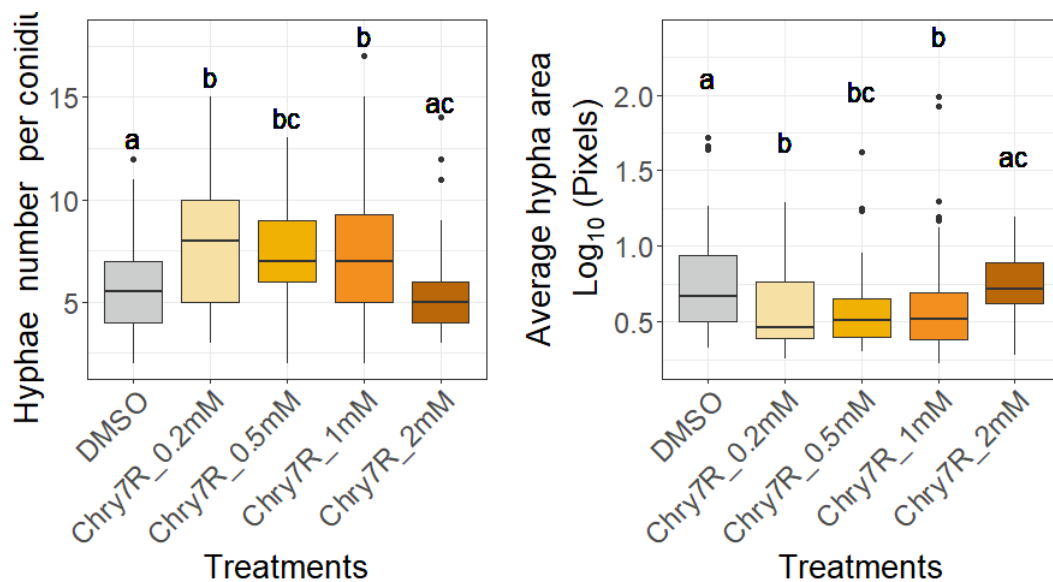 Hyphae number per conidiu
15
10
5
a
b
bc
b
ac
DMSO
Chry7R_0.2mM
Chry7R_0.5mM
Chry7R_1mM
Chry7R_2mM
Treatments
Average hypha area
Log10 (Pixels)
2.0
1.5
1.0
0.5
a
b
bc
b
ac
DMSO
Chry7R_0.2mM
Chry7R_0.5mM
Chry7R_1mM
Chry7R_2mM
Treatments